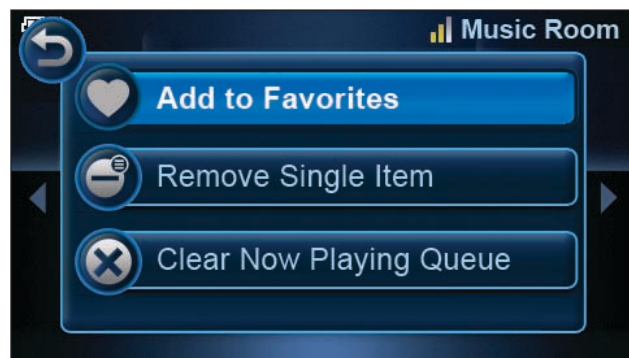 Music Room
Add to Favorites
Remove Single Item
Clear Now Playing Queue